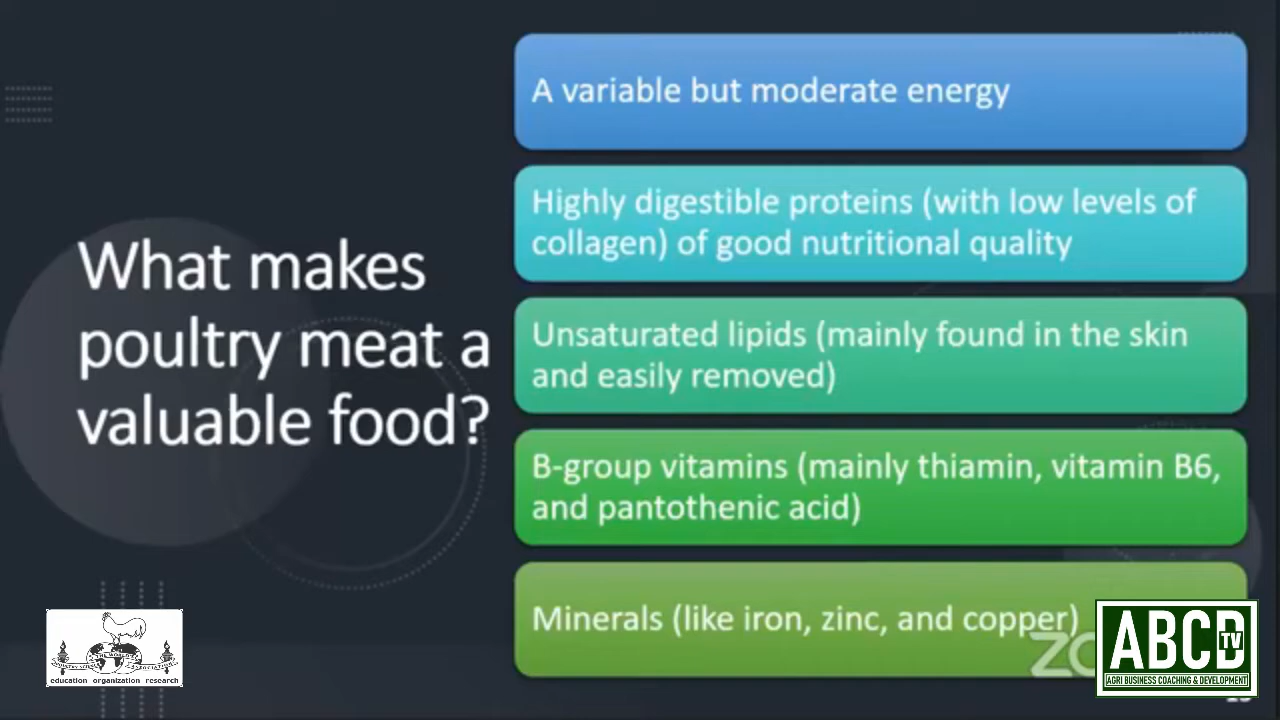 What makes
poultry meat a
valuable food?
A variable but moderate energy
Highly digestible proteins (with low levels of
collagen) of good nutritional quality
Unsaturated lipids (mainly found in the skin
and easily removed)
B-group vitamins (mainly thiamin, vitamin B6,
and pantothenic acid)
Minerals (like iron, zinc, and copper)
education organization research
ABCD TV
AGRI BUSINESS COACHING & DEVELOPMENT